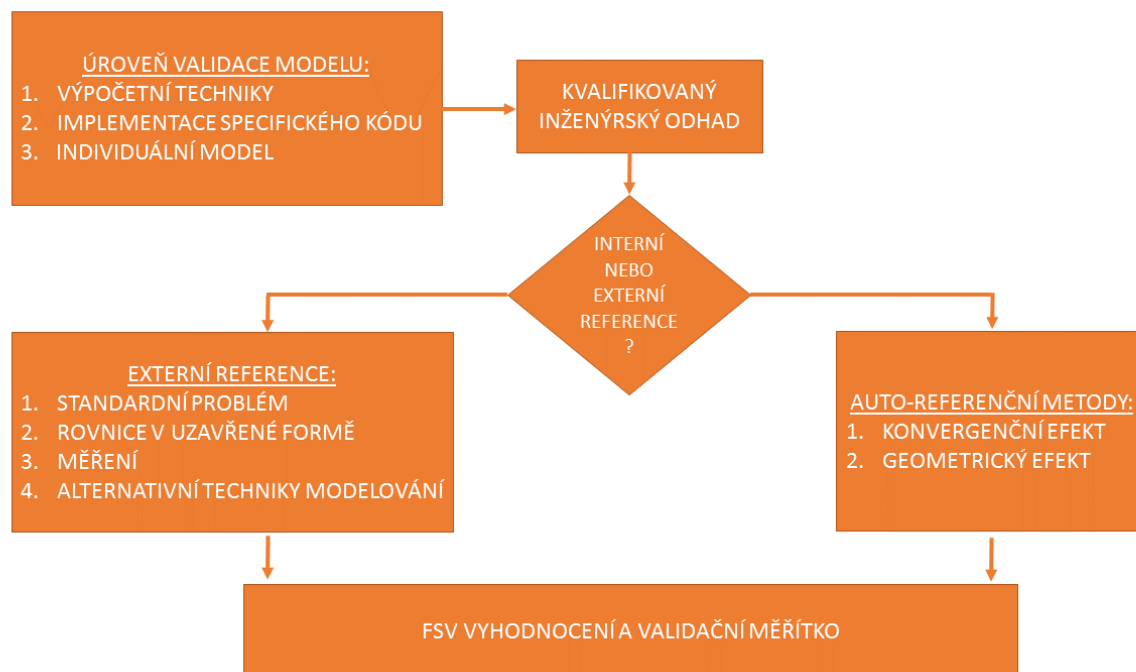 ÚROVEŇ VALIDACE MODELU:
1. VÝPOČETNÍ TECHNIKY
2. IMPLEMENTACE SPECIFICKÉHO KÓDU
3. INDIVIDUÁLNÍ MODEL
KVALIFIKOVANÝ
INŽENÝRSKÝ ODHAD
INTERNÍ
NEBO
EXTERNÍ
REFERENCE
?
EXTERNÍ REFERENCE:
1. STANDARDNÍ PROBLÉM
2. ROVNICE V UZAVŘENÉ FORMĚ
3. MĚŘENÍ
4. ALTERNATIVNÍ TECHNIKY MODELOVÁNÍ
AUTO-REFERENČNÍ METODY:
1. KONVERGENČNÍ EFEKT
2. GEOMETRICKÝ EFEKT
FSV VYHODNOCENÍ A VALIDAČNÍ MĚŘÍTKO